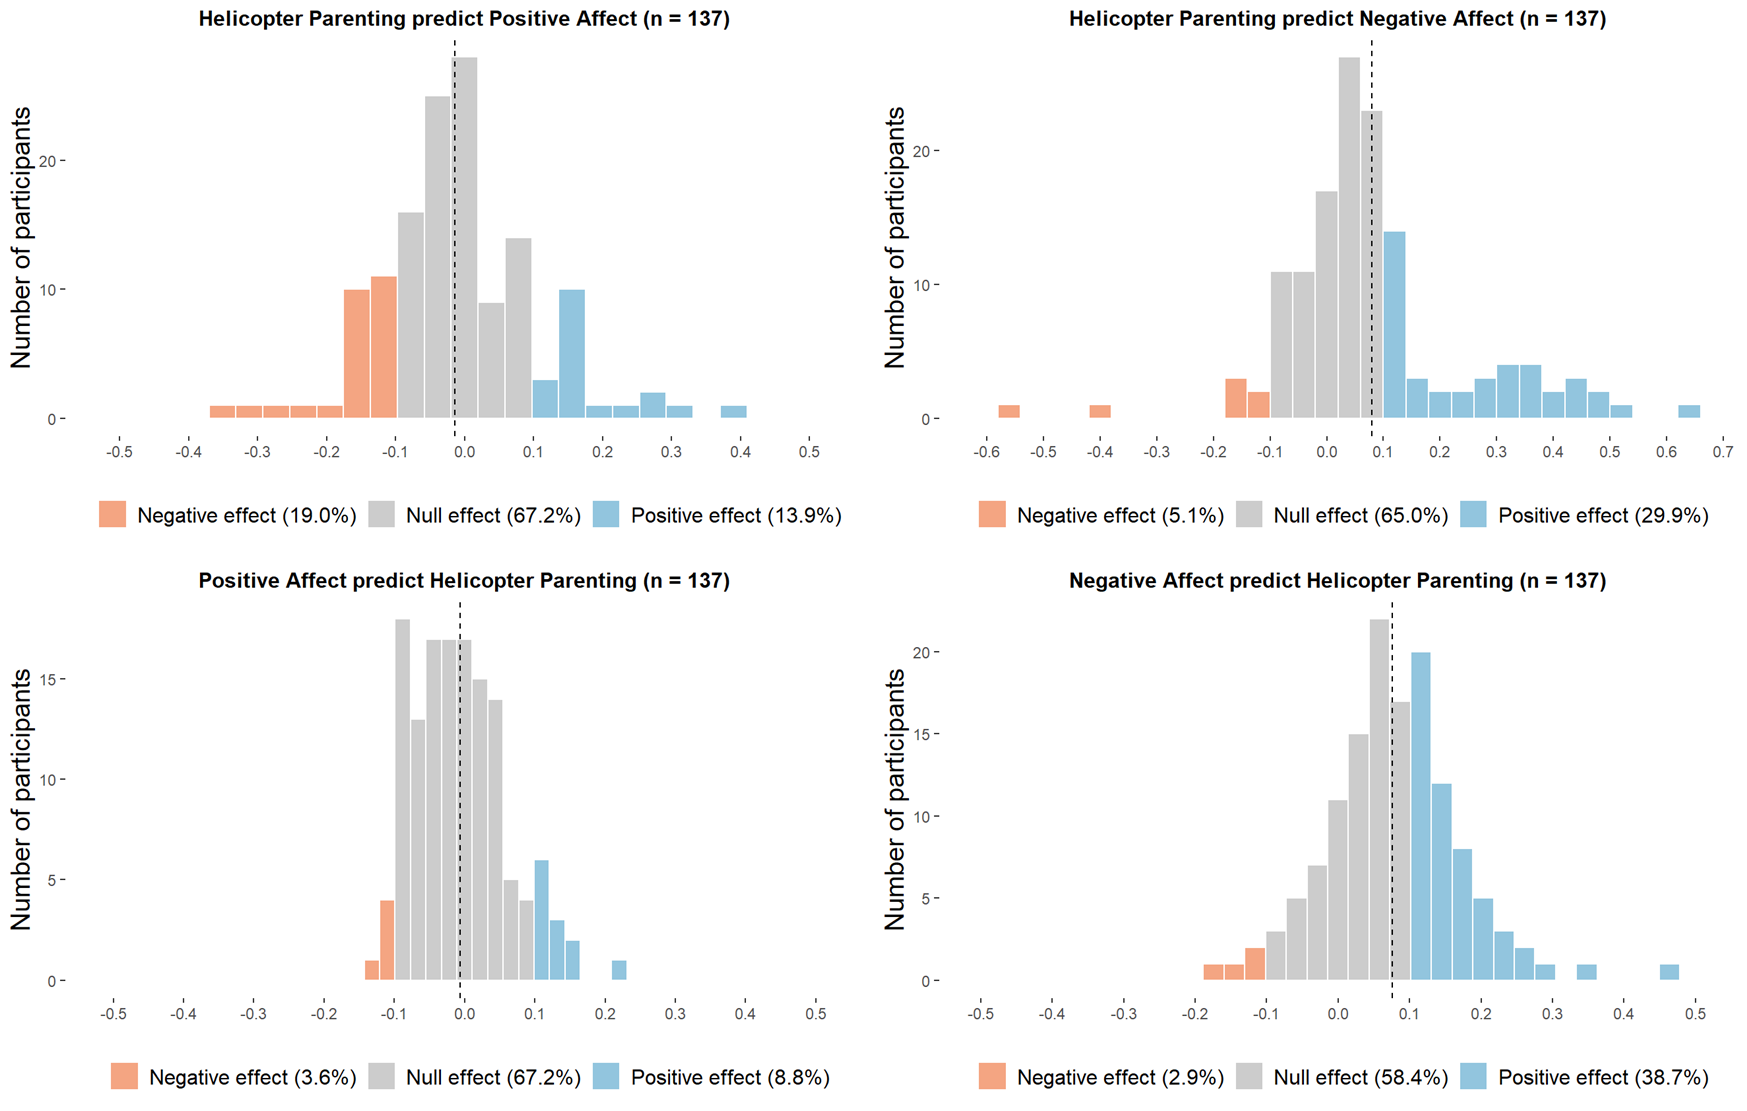 Helicopter Parenting predict Positive Affect (n = 137)
Number of participants
20
10
0
-0.5 -0.4 -0.3 -0.2 -0.1 0.0 0.1 0.2 0.3 0.4 0.5
Negative effect (19.0%) Null effect (67.2%) Positive effect (13.9%)
Helicopter Parenting predict Negative Affect (n = 137)
Number of participants
20
10
0
-0.6 -0.5 -0.4 -0.3 -0.2 -0.1 0.0 0.1 0.2 0.3 0.4 0.5 0.6 0.7
Negative effect (5.1%) Null effect (65.0%) Positive effect (29.9%)
Positive Affect predict Helicopter Parenting (n = 137)
Number of participants
15
10
5
0
-0.5 -0.4 -0.3 -0.2 -0.1 0.0 0.1 0.2 0.3 0.4 0.5
Negative effect (3.6%) Null effect (67.2%) Positive effect (8.8%)
Negative Affect predict Helicopter Parenting (n = 137)
Number of participants
20
15
10
5
0
-0.5 -0.4 -0.3 -0.2 -0.1 0.0 0.1 0.2 0.3 0.4 0.5
Negative effect (2.9%) Null effect (58.4%) Positive effect (38.7%)